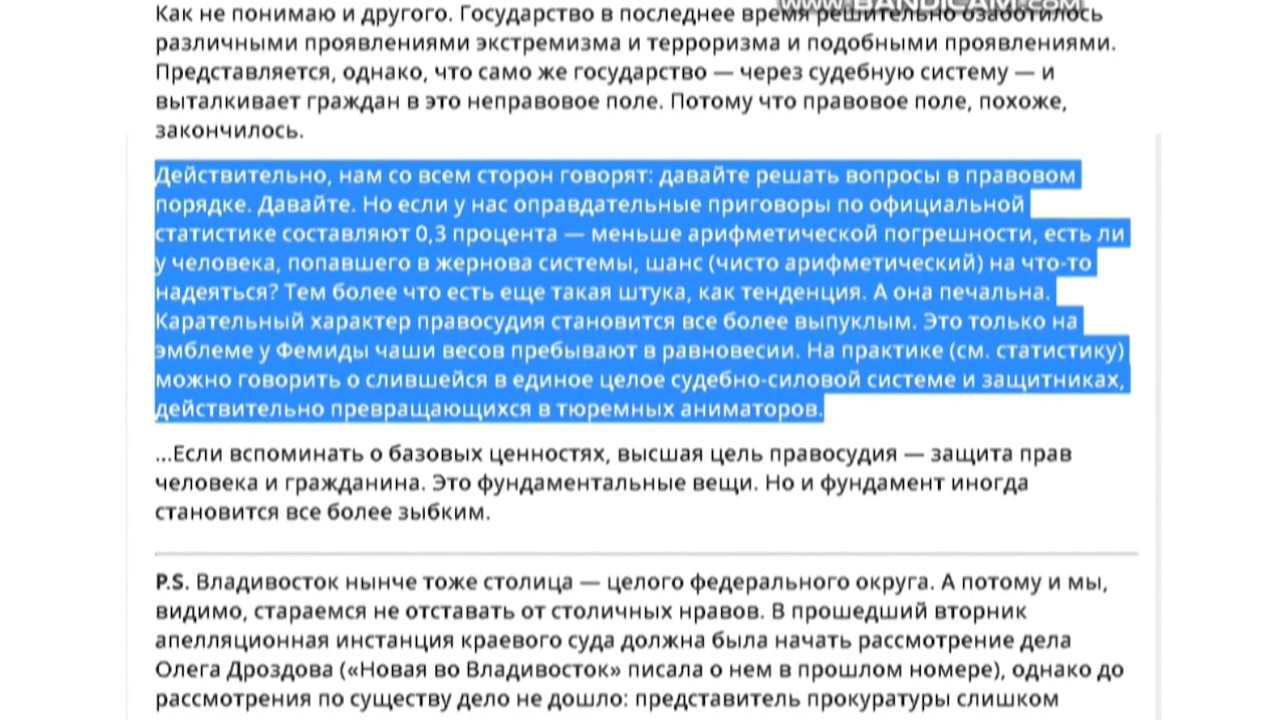 Как не понимаю и другого. Государство в последнее время решительно озаботилось
www.BANDICAM.com
различными проявлениями экстремизма и терроризма и подобными проявлениями.
Представляется, однако, что само же государство — через судебную систему — и
выталкивает граждан в это неправовое поле. Потому что правовое поле, похоже,
закончилось.
Действительно, нам со всем сторон говорят: давайте решать вопросы в правовом
порядке. Давайте. Но если у нас оправдательные приговоры по официальной
статистике составляют 0,3 процента — меньше арифметической погрешности, есть ли
у человека, попавшего в жернова системы, шанс (чисто арифметический) на что-то
надеяться? Тем более что есть еще такая штука, как тенденция. А она печальна.
Карательный характер правосудия становится все более выпуклым. Это только на
эмблеме у Фемиды чаши весов пребывают в равновесии. На практике (см. статистику)
можно говорить о слившейся в единое целое судебно-силовой системе и защитниках,
действительно превращающихся в тюремных аниматоров.
...Если вспоминать о базовых ценностях, высшая цель правосудия — защита прав
человека и гражданина. Это фундаментальные вещи. Но и фундамент иногда
становится все более зыбким.
P.S. Владивосток нынче тоже столица — целого федерального округа. А потому и мы,
видимо, стараемся не отставать от столичных нравов. В прошедший вторник
апелляционная инстанция краевого суда должна была начать рассмотрение дела
Олега Дроздова («Новая во Владивосток» писала о нем в прошлом номере), однако до
рассмотрения по существу дело не дошло: представитель прокуратуры слишком